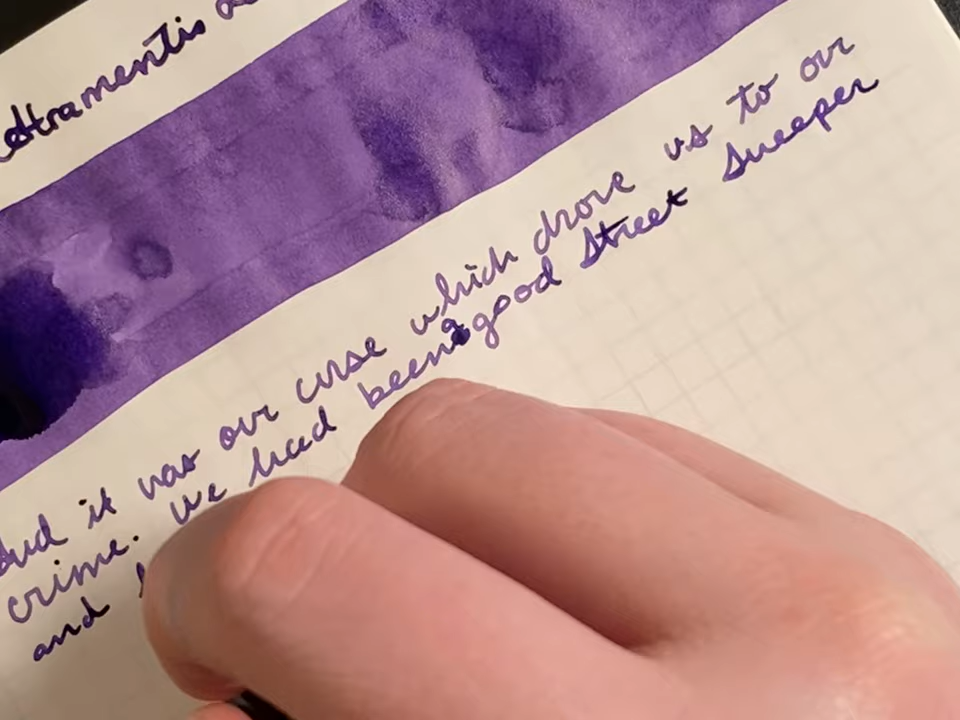 Atramentis
And it was our curse which drove us to our
crime. We had been a good Street Sweeper
and